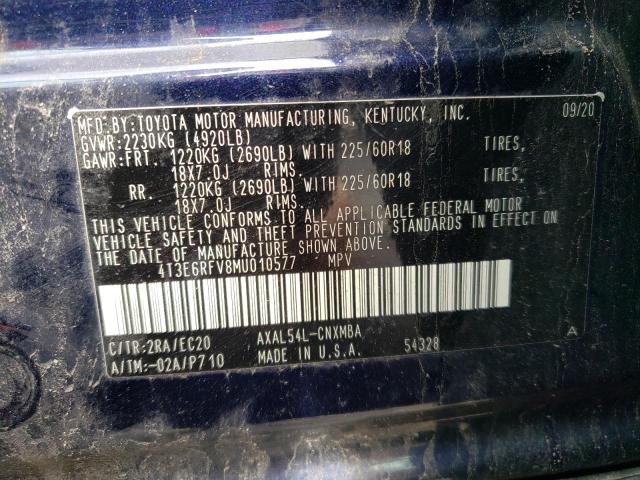 MFD BY:TOYOTA MOTOR MANUFACTURING, KENTUCKY, INC. 09/20
GVWR:2230KG (4920LB)
GAWR:FRT. 1220KG (2690LB) WITH 225/60R18 TIRES,
18X7.0J RIMS.
RR. 1220KG (2690LB) WITH 225/60R18 TIRES,
18X7.0J RIMS.
THIS VEHICLE CONFORMS TO ALL APPLICABLE FEDERAL MOTOR
VEHICLE SAFETY AND THEFT PREVENTION STANDARDS IN EFFECT ON
THE DATE OF MANUFACTURE SHOWN ABOVE.
4T3E6RFV8MU010577 MPV
C/TR:2RA/EC20 AXAL54L-CNXMBA A
A/TM:-02A/P710 MADE IN U.S.A. 54328